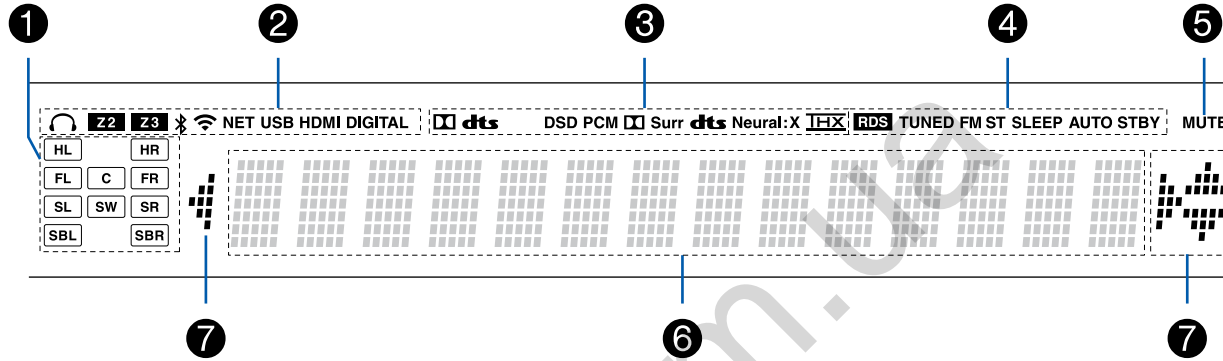 1 2 3 4 5
Z2 Z3 NET USB HDMI DIGITAL dts DSD PCM Surr dts Neural:X THX RDS TUNED FM ST SLEEP AUTO STBY MUTE
HL HR
FL C FR
SL SW SR
SBL SBR
7 6 7
m.ua